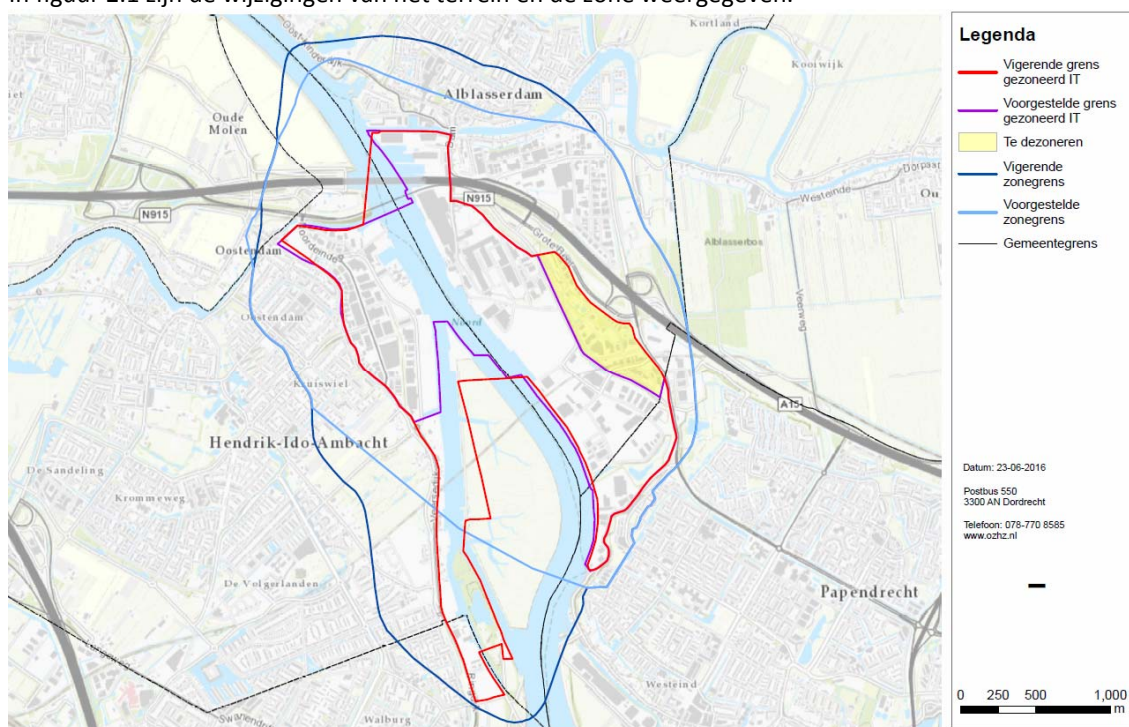 In figuur 2.1 zijn de wijzigingen van het terrein en de zone weergegeven.
Kortland
Kooiwijk
Alblasserdam
Oude
Molen
N915
N915
Westeinde
Oostendam
Alblasserbos
Veerweg
Oostendam
Noord
Kruiswiel
A15
Hendrik-Ido-Ambacht
De Sandeling
Krommeweg
De Volgerlanden
Papendrecht
Westeind
Walburg
Legenda
Vigerende grens
gezoneerd IT
Voorgestelde grens
gezoneerd IT
Te dezoneren
Vigerende
zonegrens
Voorgestelde
zonegrens
Gemeentegrens
Datum: 23-06-2016
Postbus 550
3300 AN Dordrecht
Telefoon: 078-770 8585
www.ozhz.nl
0 250 500 1,000
m